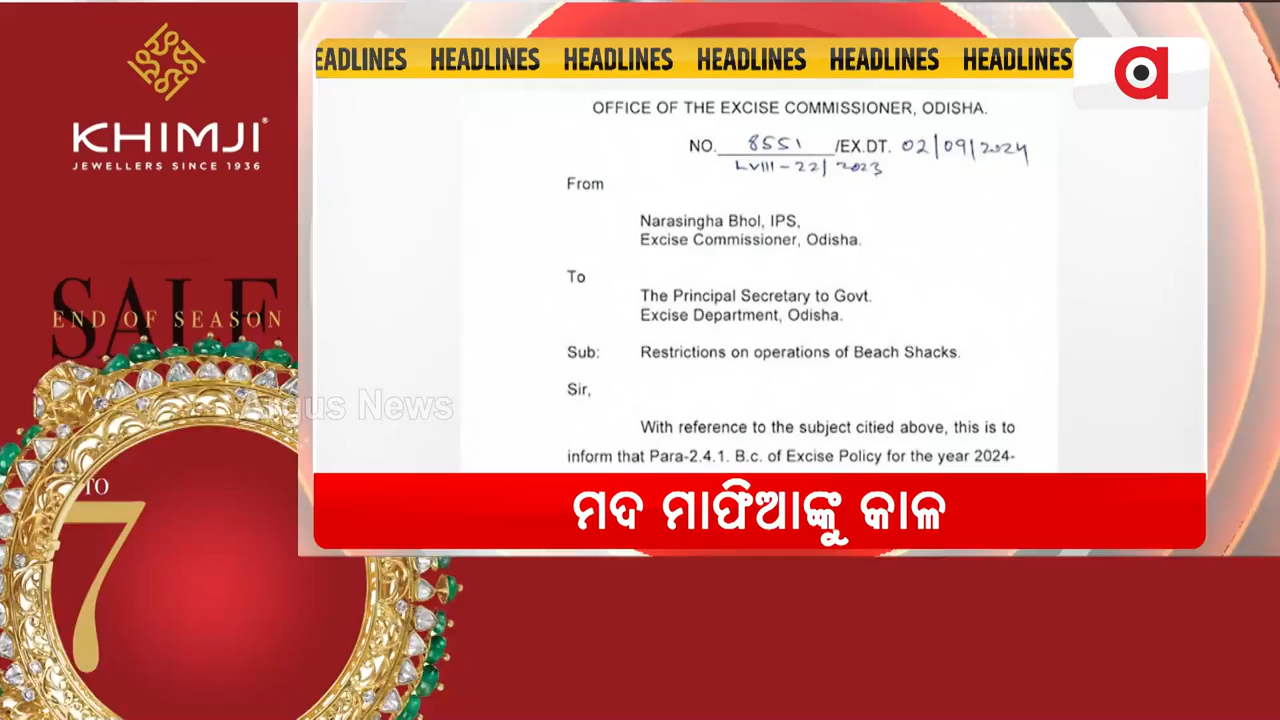 KHIMJI
JEWELLERS SINCE 1936
SALE
END OF SEASON
TO
7
EADLINES HEADLINES HEADLINES HEADLINES HEADLINES HEADLINES
a
OFFICE OF THE EXCISE COMMISSIONER, ODISHA.
NO. 8551 /EX.DT. 02/09/2024
LVIII-22/2023
From
Narasingha Bhol, IPS,
Excise Commissioner, Odisha.
To
The Principal Secretary to Govt.
Excise Department, Odisha.
Sub: Restrictions on operations of Beach Shacks.
Sir,
With reference to the subject citied above, this is to
inform that Para-2.4.1. B.c. of Excise Policy for the year 2024-
Argus News
ମଦ ମାଫିଆଙ୍କୁ କାଳ